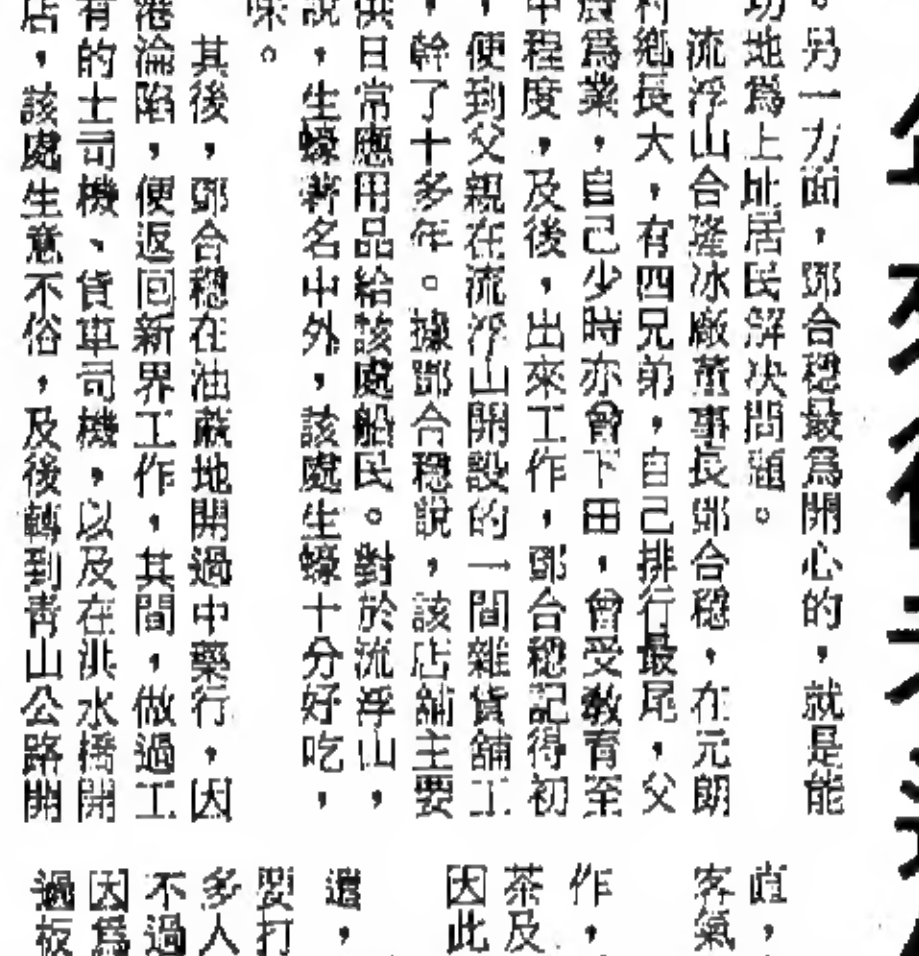 。另一方面,鄧合穩最爲開心的,就是能
功地爲上址居民解决問題。
流浮山合隆冰廠董事長鄧合穩,在元朗
村鄉長大,有四兄弟,自己排行最尾,父
農爲業,自己少時亦曾下田,曾受教育至
中程度,及後,出來工作,鄧合穩記得初
,便到父親在流浮山開設的一間雜貨舖工
,幹了十多年。據鄧合穩說,該店舖主要
供日常應用品給該處船民。對於流浮山,
說,生蠔著名中外,該處生蠔十分好吃,
味。
其後,鄧合穩在油蔴地開過中藥行,因
港淪陷,便返回新界工作,其間,做過工
有的士司機、貨車司機,以及在洪水橋開
店,該處生意不俗,及後轉到青山公路開
直,
客氣,
作,
茶及
因此
還,
要打
多人
不過
因爲
過板